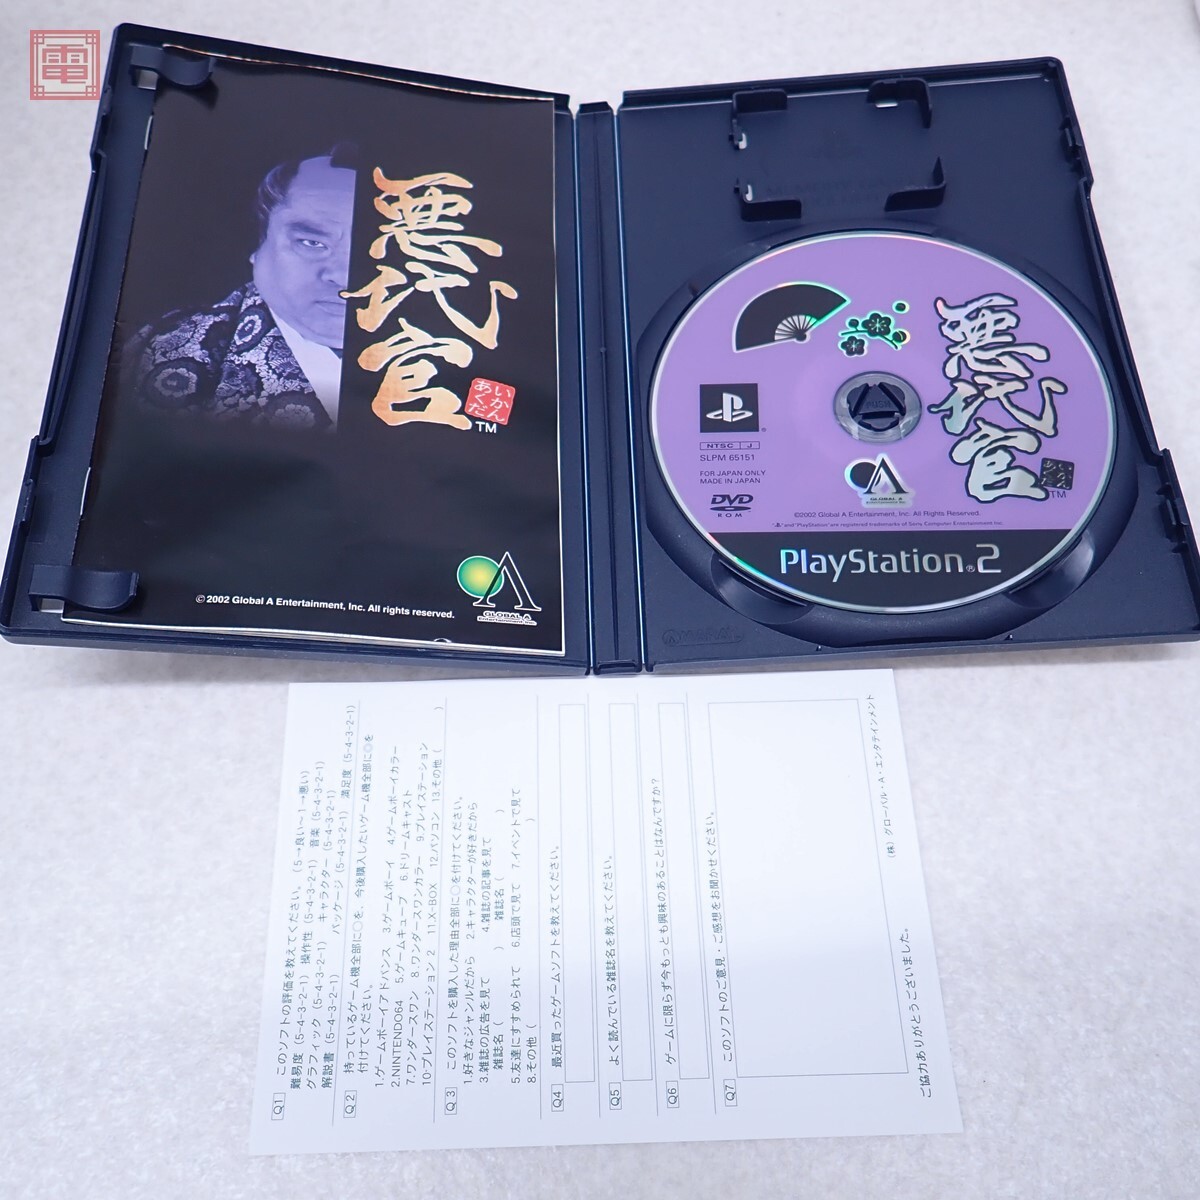 電
悪代官
あくだ
いかん
TM
©2002 Global A Entertainment, Inc. All rights reserved.
GLOBAL A
Entertainment Inc.
悪代官
あくだ
いかん
TM
PUSH
NTSC J
SLPM 65151
FOR JAPAN ONLY
MADE IN JAPAN
DVD
ROM
GLOBAL A
Entertainment Inc.
©2002 Global A Entertainment, Inc. All Rights Reserved.
"PS" and "PlayStation" are registered trademarks of Sony Computer Entertainment Inc.
PlayStation®2
Q1 このソフトの評価を教えてください。(5→良い～1→悪い)
難易度(5-4-3-2-1) 操作性(5-4-3-2-1) 音楽(5-4-3-2-1)
グラフィック(5-4-3-2-1) キャラクター(5-4-3-2-1)
解説書(5-4-3-2-1) パッケージ(5-4-3-2-1) 満足度(5-4-3-2-1)
Q2 持っているゲーム機全部に○を、今後購入したいゲーム機全部に◎を
付けてください。
1.ゲームボーイアドバンス 3.ゲームボーイ 4.ゲームボーイカラー
2.NINTENDO64 5.ゲームキューブ 6.ドリームキャスト
7.ワンダースワン 8.ワンダースワンカラー 9.プレイステーション
10.プレイステーション2 11.X-BOX 12.パソコン 13.その他( )
Q3 このソフトを購入した理由全部に○を付けてください。
1.好きなジャンルだから 2.キャラクターが好きだから
3.雑誌の広告を見て 4.雑誌の記事を見て
雑誌名( ) 雑誌名( )
5.友達にすすめられて 6.店頭で見て 7.イベントで見て
8.その他( )
Q4 最近買ったゲームソフトを教えてください。
Q5 よく読んでいる雑誌名を教えてください。
Q6 ゲームに限らず今もっとも興味のあることはなんですか?
Q7 このソフトのご意見・ご感想をお聞かせください。
ご協力ありがとうございました。
(株)グローバル・A・エンタテインメント